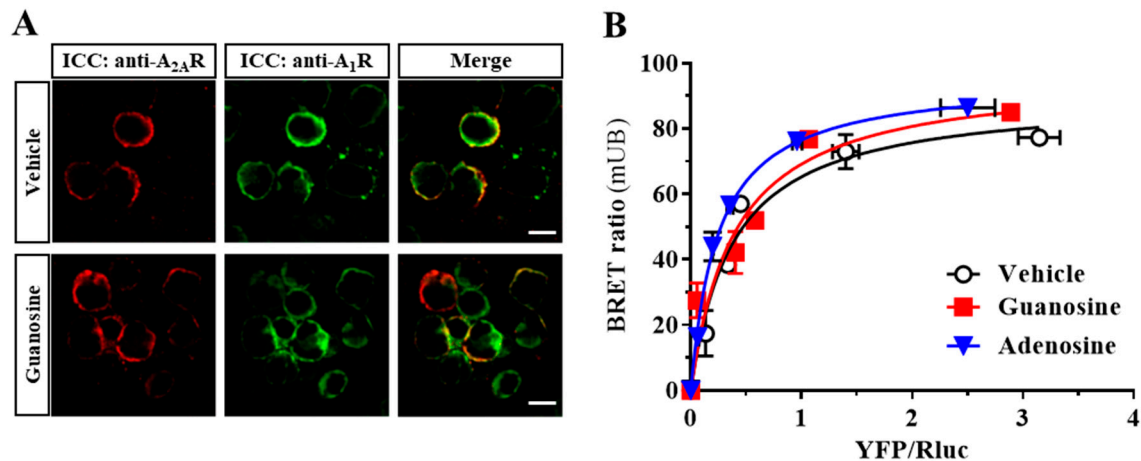 A
ICC: anti-A2AR
ICC: anti-A1R
Merge
Vehicle
Guanosine
B
BRET ratio (mUB)
100
80
60
40
20
0
0
1
2
3
4
YFP/Rluc
Vehicle
Guanosine
Adenosine